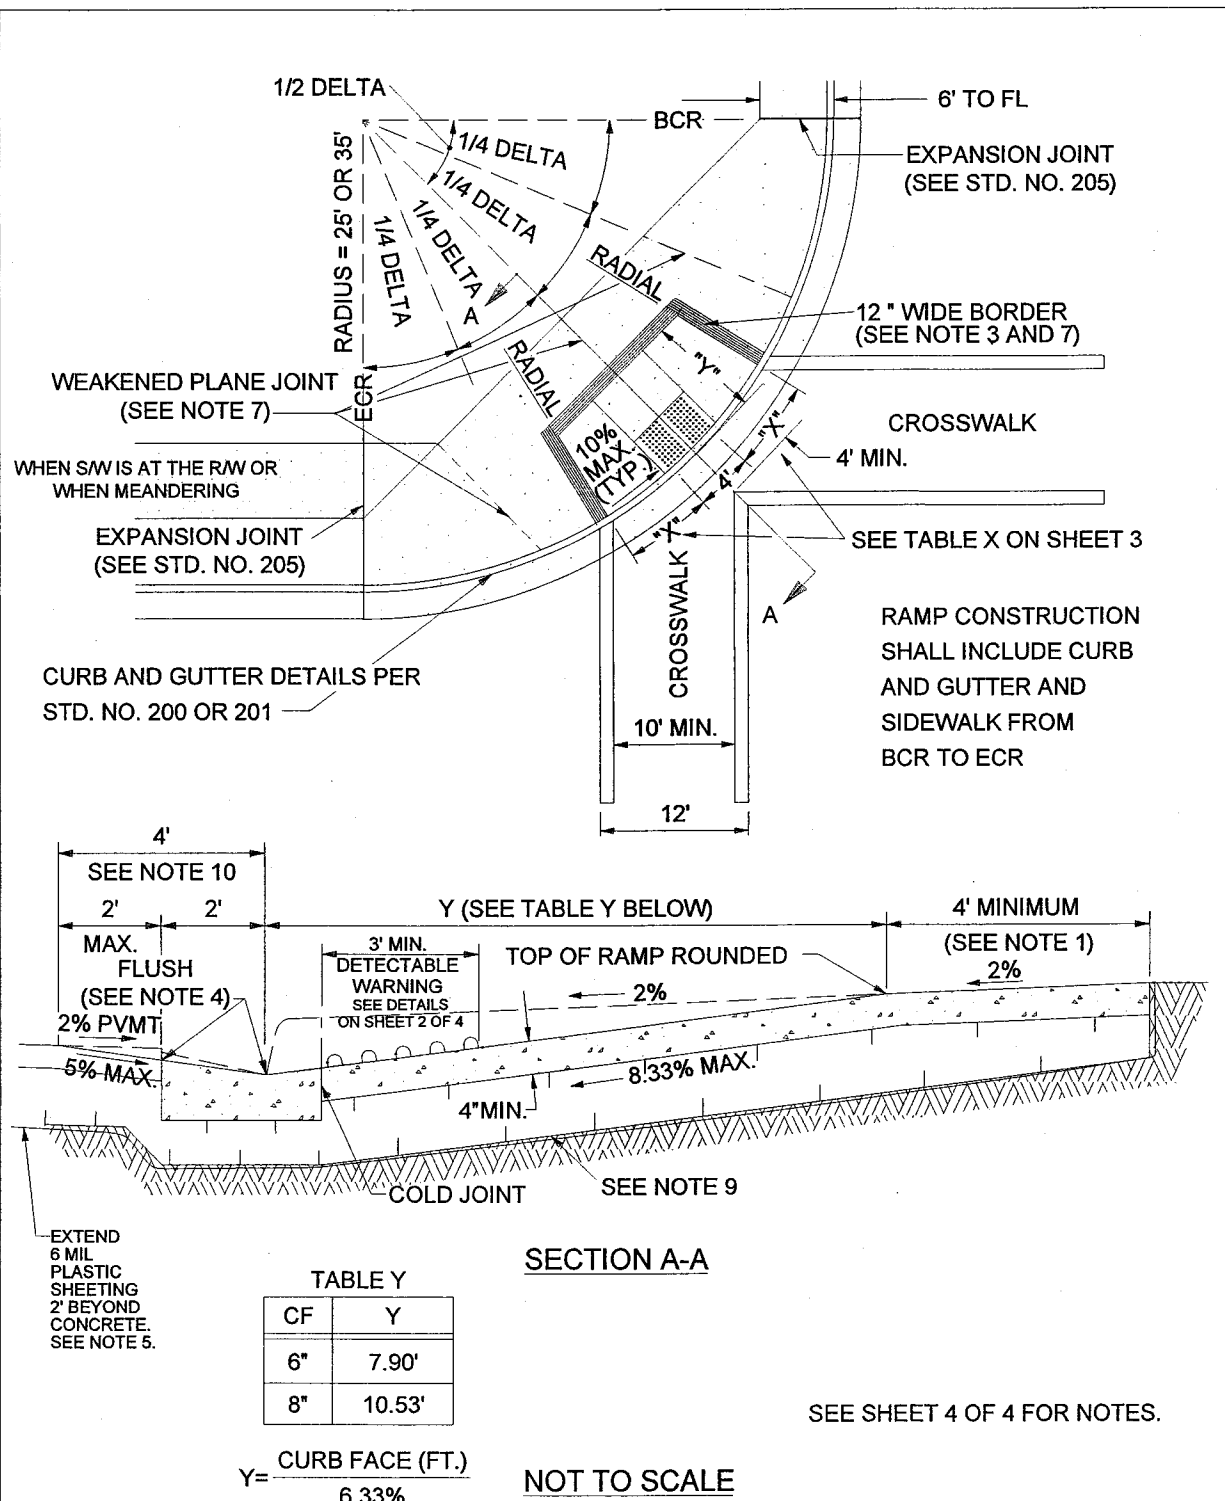 1/2 DELTA
BCR
6' TO FL
1/4 DELTA
1/4 DELTA
1/4 DELTA
1/4 DELTA
RADIUS = 25' OR 35'
EXPANSION JOINT
(SEE STD. NO. 205)
RADIAL
A
12 " WIDE BORDER
(SEE NOTE 3 AND 7)
RADIAL
"Y"
WEAKENED PLANE JOINT
(SEE NOTE 7)
ECR
CROSSWALK
"X"
4' MIN.
10%
MAX
(TYP.)
4'
"X"
WHEN S/W IS AT THE R/W OR
WHEN MEANDERING
EXPANSION JOINT
(SEE STD. NO. 205)
SEE TABLE X ON SHEET 3
CROSSWALK
A
RAMP CONSTRUCTION
SHALL INCLUDE CURB
AND GUTTER AND
SIDEWALK FROM
BCR TO ECR
CURB AND GUTTER DETAILS PER
STD. NO. 200 OR 201
10' MIN.
12'
4'
SEE NOTE 10
2'
MAX.
2'
Y (SEE TABLE Y BELOW)
4' MINIMUM
(SEE NOTE 1)
FLUSH
(SEE NOTE 4)
3' MIN.
DETECTABLE
WARNING
SEE DETAILS
ON SHEET 2 OF 4
TOP OF RAMP ROUNDED
2%
2%
2% PVMT
5% MAX.
8.33% MAX.
4"MIN.
COLD JOINT
SEE NOTE 9
EXTEND
6 MIL
PLASTIC
SHEETING
2' BEYOND
CONCRETE.
SEE NOTE 5.
SECTION A-A
TABLE Y
CF Y
6" 7.90'
8" 10.53'
SEE SHEET 4 OF 4 FOR NOTES.
Y= CURB FACE (FT.)
6.33%
NOT TO SCALE